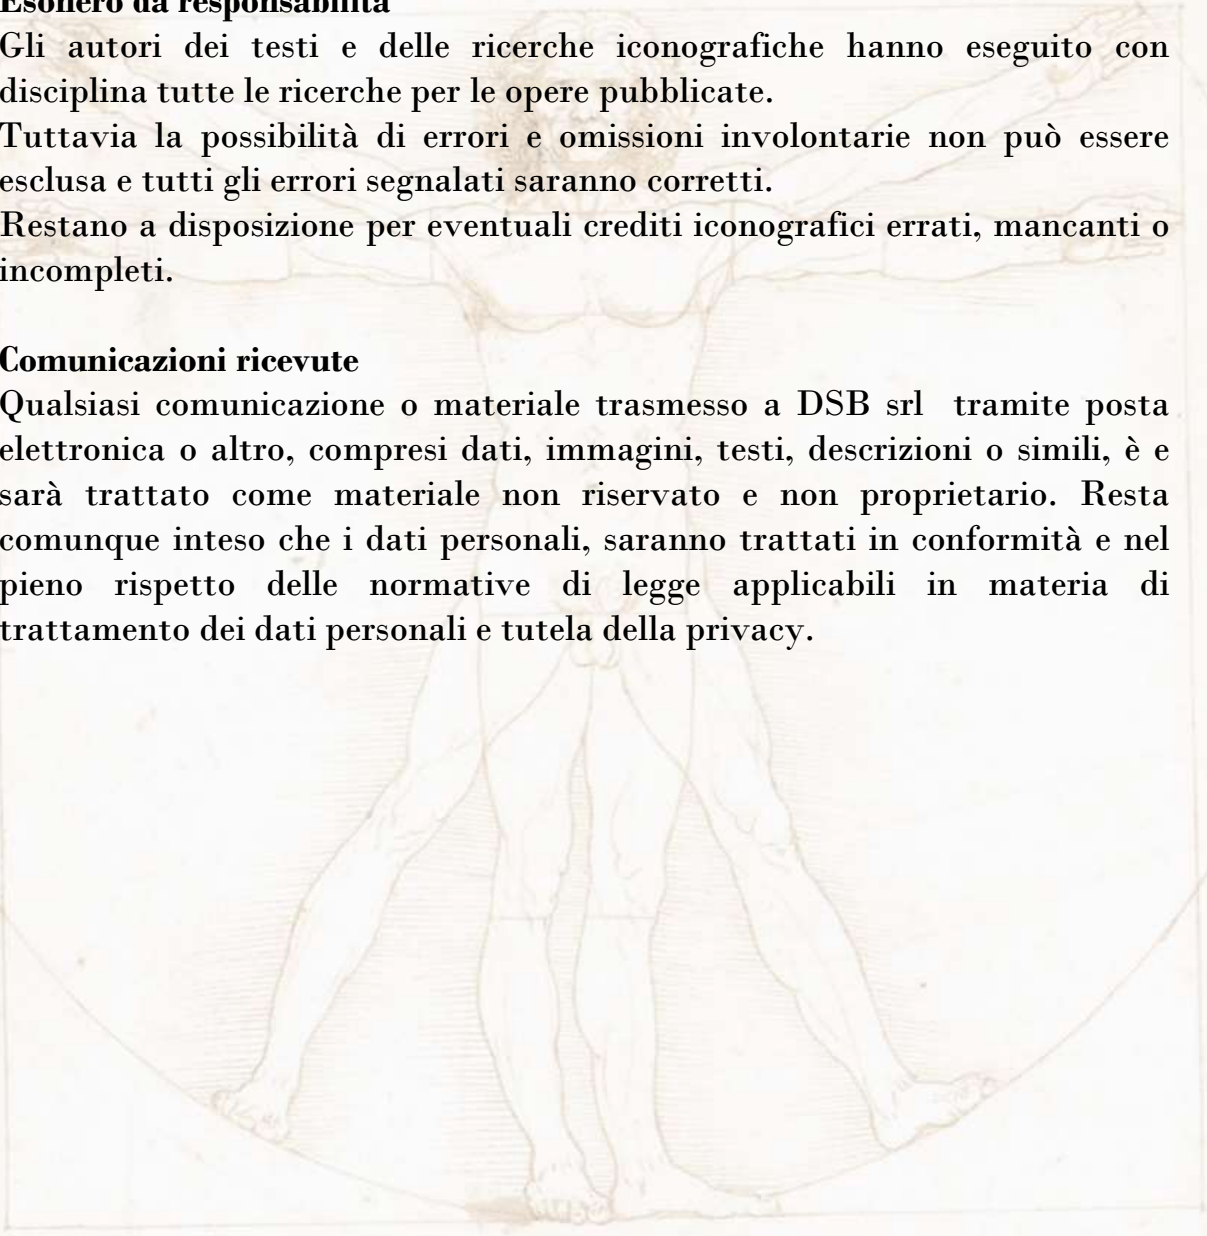 Esonero da responsabilità
Gli autori dei testi e delle ricerche iconografiche hanno eseguito con
disciplina tutte le ricerche per le opere pubblicate.
Tuttavia la possibilità di errori e omissioni involontarie non può essere
esclusa e tutti gli errori segnalati saranno corretti.
Restano a disposizione per eventuali crediti iconografici errati, mancanti o
incompleti.
Comunicazioni ricevute
Qualsiasi comunicazione o materiale trasmesso a DSB srl tramite posta
elettronica o altro, compresi dati, immagini, testi, descrizioni o simili, è e
sarà trattato come materiale non riservato e non proprietario. Resta
comunque inteso che i dati personali, saranno trattati in conformità e nel
pieno rispetto delle normative di legge applicabili in materia di
trattamento dei dati personali e tutela della privacy.